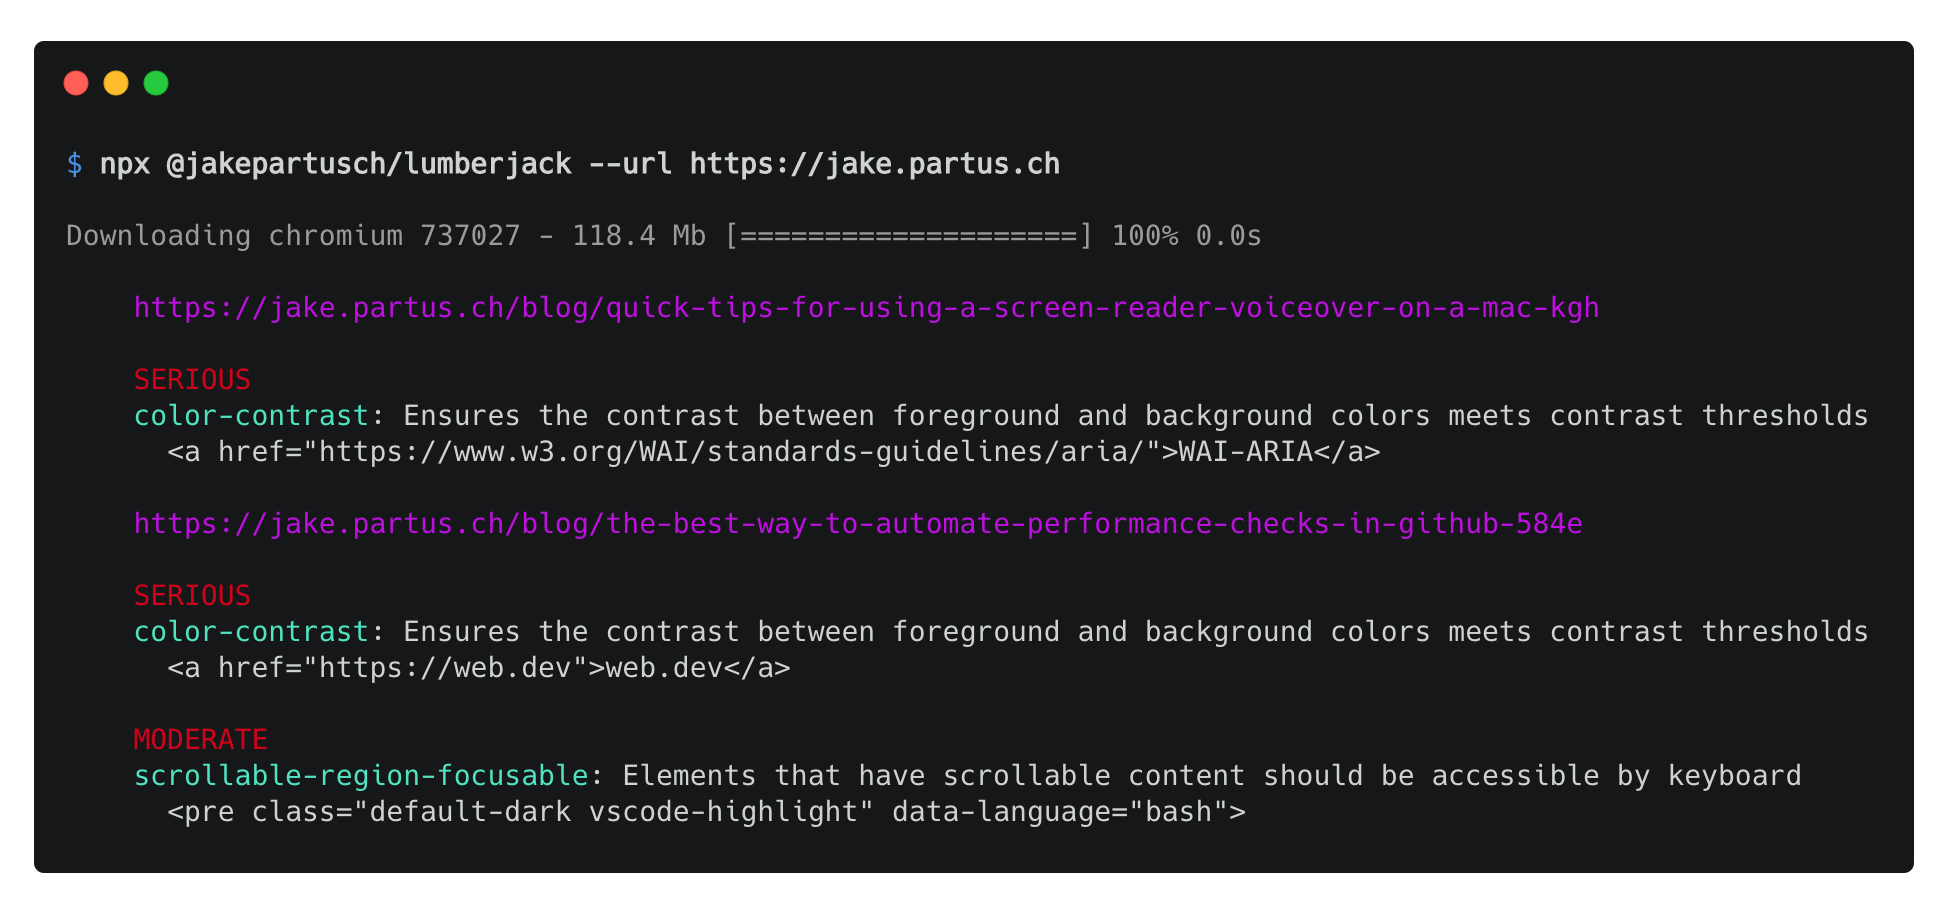 $ npx @jakepartusch/lumberjack --url https://jake.partus.ch
Downloading chromium 737027 - 118.4 Mb [====================] 100% 0.0s
https://jake.partus.ch/blog/quick-tips-for-using-a-screen-reader-voiceover-on-a-mac-kgh
SERIOUS
color-contrast: Ensures the contrast between foreground and background colors meets contrast thresholds
<a href="https://www.w3.org/WAI/standards-guidelines/aria/">WAI-ARIA</a>
https://jake.partus.ch/blog/the-best-way-to-automate-performance-checks-in-github-584e
SERIOUS
color-contrast: Ensures the contrast between foreground and background colors meets contrast thresholds
<a href="https://web.dev">web.dev</a>
MODERATE
scrollable-region-focusable: Elements that have scrollable content should be accessible by keyboard
<pre class="default-dark vscode-highlight" data-language="bash">